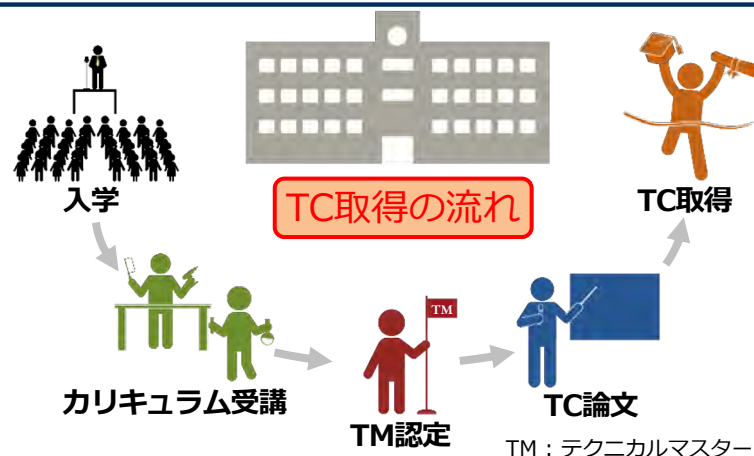 入学
TC取得の流れ
TC取得
カリキュラム受講
TM
TM認定
TC論文
TM：テクニカルマスター